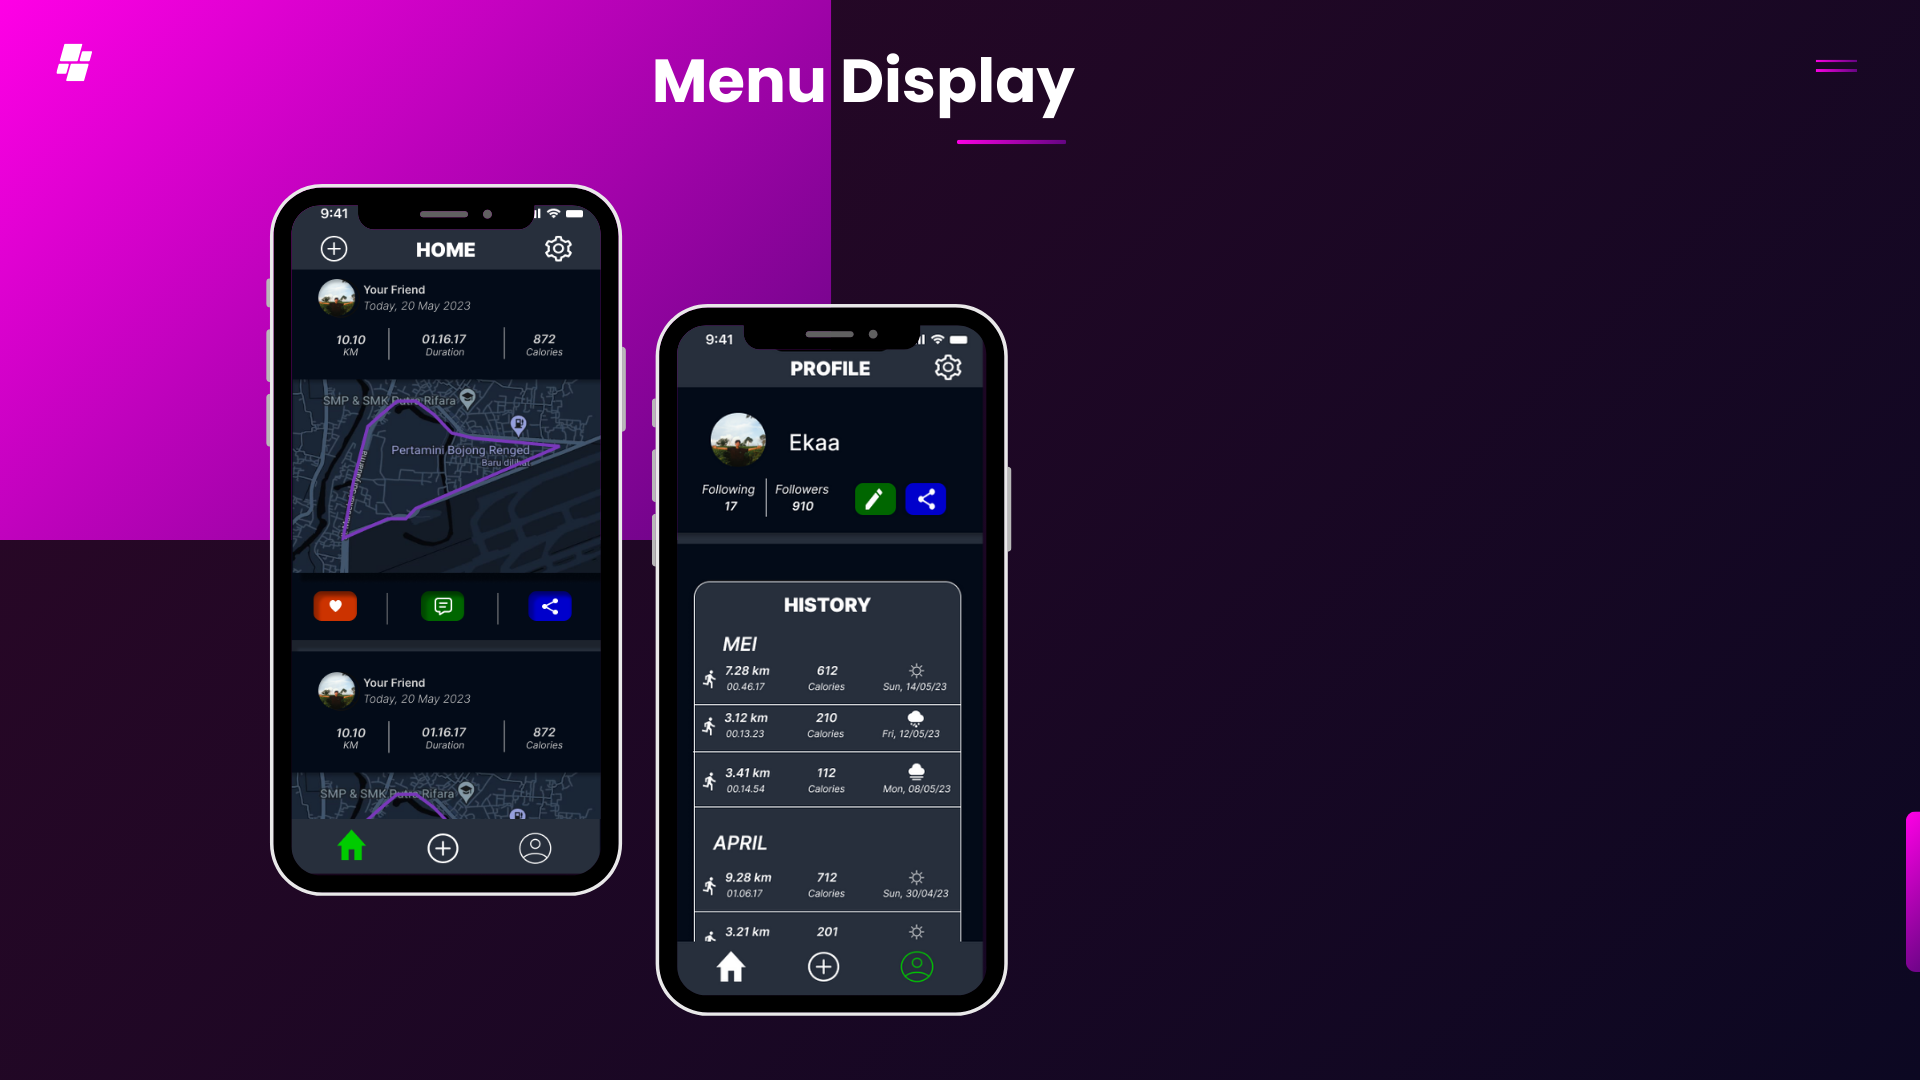 Menu Display
9:41
HOME
Your Friend
Today, 20 May 2023
10.10
KM
01.16.17
Duration
872
Calories
SMP & SMK Putra Rifara
Pertamini Bojong Renged
Baru dilihat
Your Friend
Today, 20 May 2023
10.10
KM
01.16.17
Duration
872
Calories
SMP & SMK Putra Rifara
9:41
PROFILE
Ekaa
Following
17
Followers
910
HISTORY
MEI
7.28 km
00.46.17
612
Calories
Sun, 14/05/23
3.12 km
00.13.23
210
Calories
Fri, 12/05/23
3.41 km
00.14.54
112
Calories
Mon, 08/05/23
APRIL
9.28 km
01.06.17
712
Calories
Sun, 30/04/23
3.21 km
201